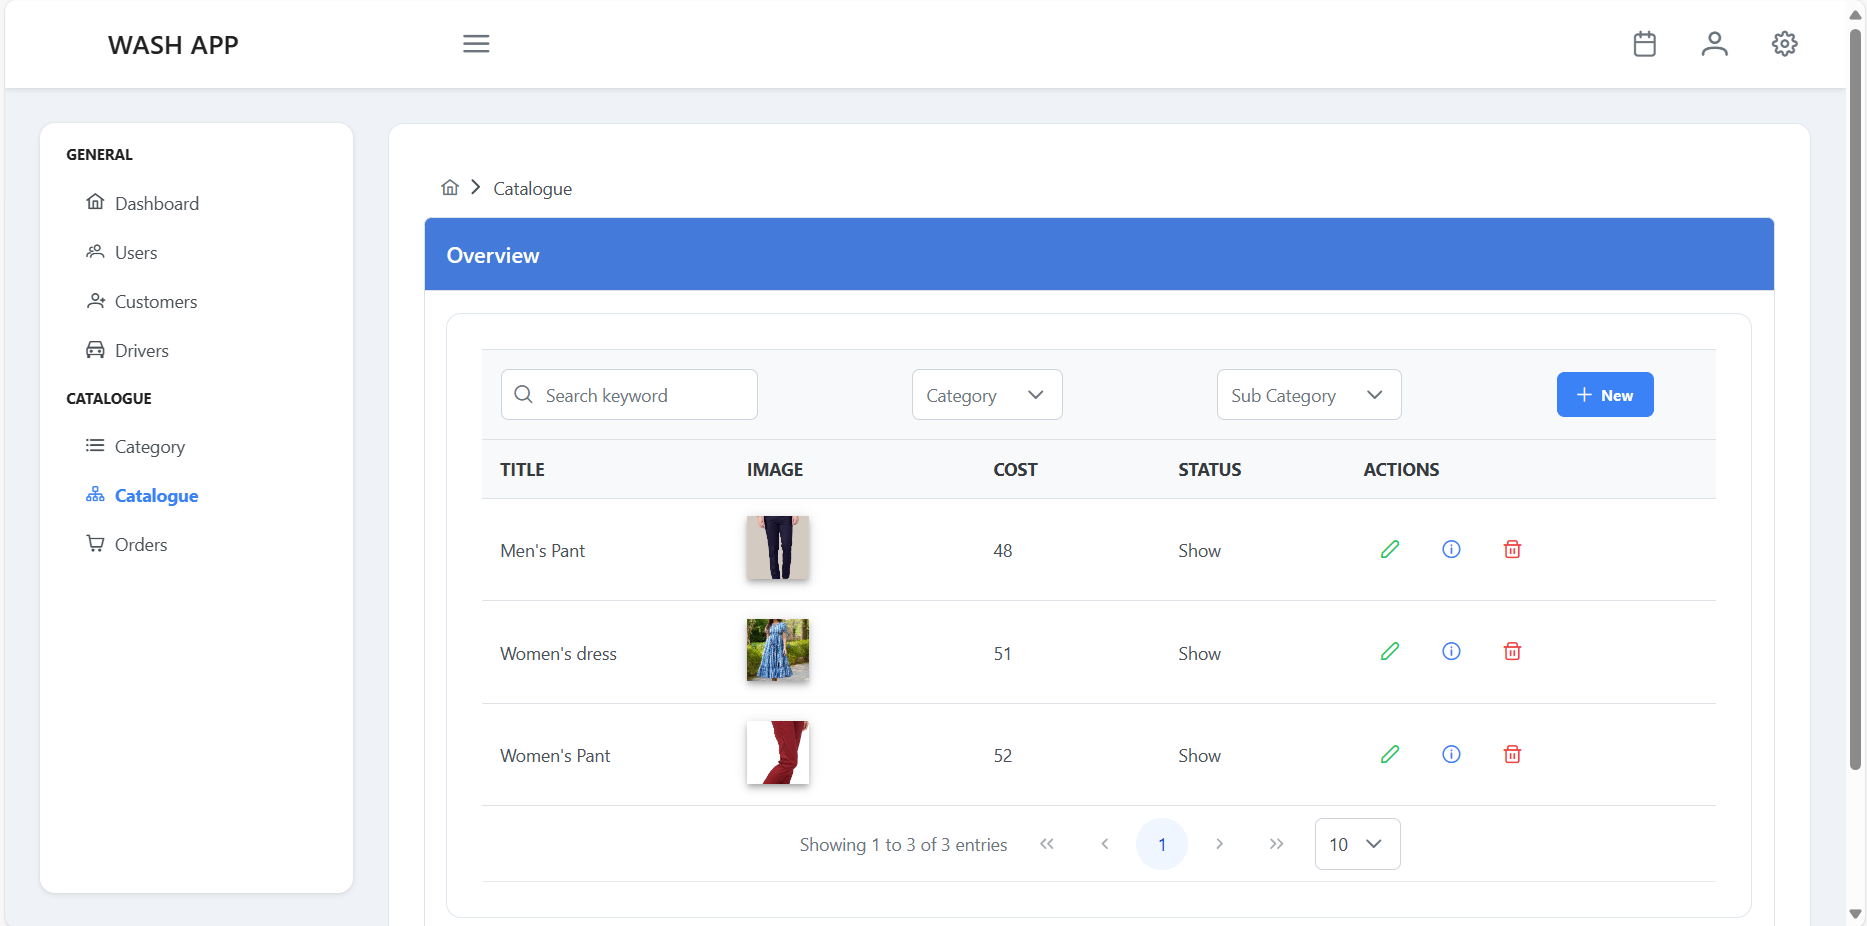 WASH APP
GENERAL
Dashboard
Users
Customers
Drivers
CATALOGUE
Category
Catalogue
Orders
Catalogue
Overview
Search keyword
Category
Sub Category
New
TITLE IMAGE COST STATUS ACTIONS
Men's Pant 48 Show
Women's dress 51 Show
Women's Pant 52 Show
Showing 1 to 3 of 3 entries 1 10